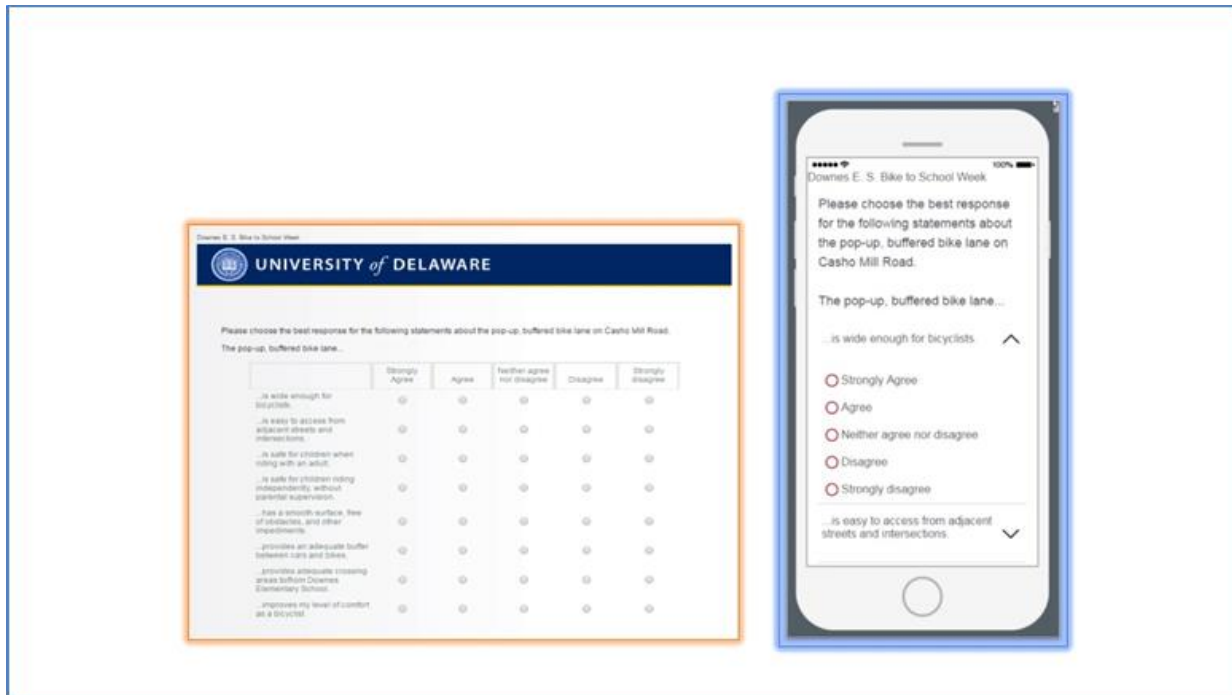 Downes E. S. Bike to School Week
UNIVERSITY of DELAWARE
Please choose the best response for the following statements about the pop-up, buffered bike lane on Casho Mill Road.
The pop-up, buffered bike lane...
Strongly Agree
Agree
Neither agree nor disagree
Disagree
Strongly disagree
...is wide enough for
bicyclists.
...is easy to access from
adjacent streets and
intersections.
...is safe for children when
riding with an adult.
...is safe for children riding
independently, without
parental supervision.
...has a smooth surface, free
of obstacles, and other
impediments.
...provides an adequate buffer
between cars and bikes.
...provides adequate crossing
areas to/from Downes
Elementary School.
...improves my level of comfort
as a bicyclist.
100%
Downes E. S. Bike to School Week
Please choose the best response
for the following statements about
the pop-up, buffered bike lane on
Casho Mill Road.
The pop-up, buffered bike lane...
...is wide enough for bicyclists.
Strongly Agree
Agree
Neither agree nor disagree
Disagree
Strongly disagree
...is easy to access from adjacent
streets and intersections.